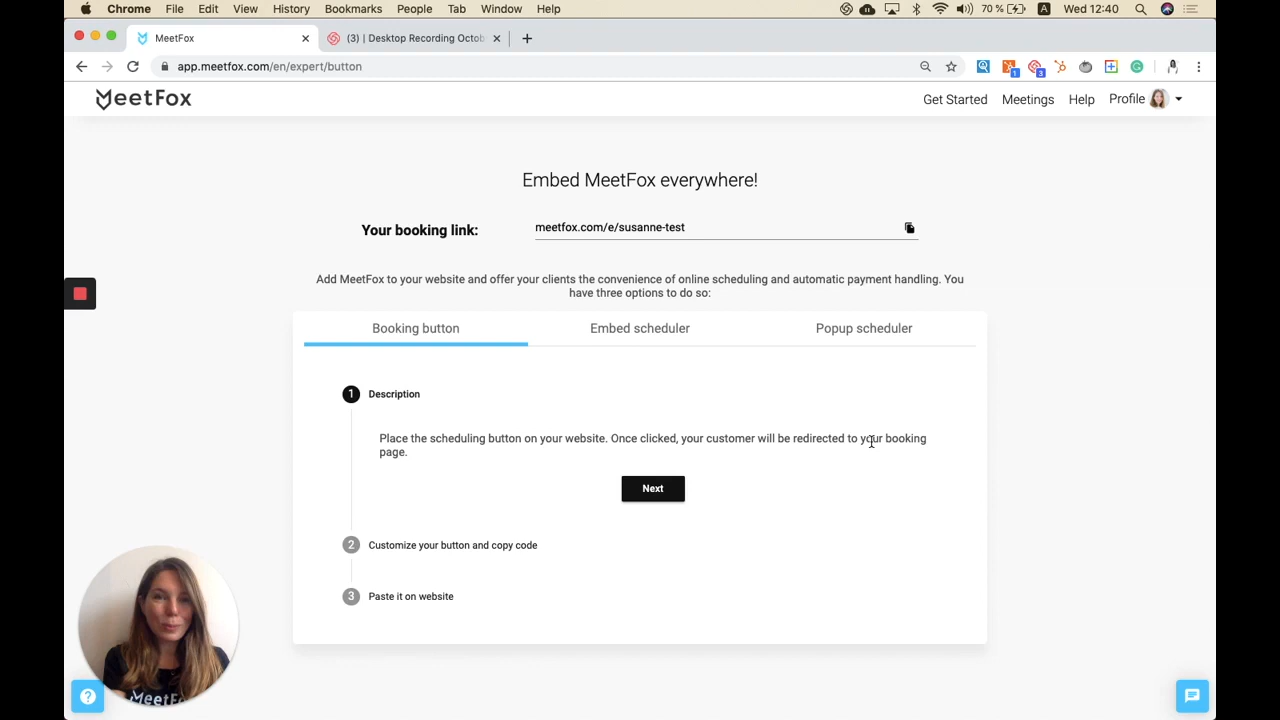 Chrome File Edit View History Bookmarks People Tab Window Help 70 % A Wed 12:40
MeetFox (3) | Desktop Recording Octob
app.meetfox.com/en/expert/button 1 3
MeetFox Get Started Meetings Help Profile
Embed MeetFox everywhere!
Your booking link: meetfox.com/e/susanne-test
Add MeetFox to your website and offer your clients the convenience of online scheduling and automatic payment handling. You
have three options to do so:
Booking button Embed scheduler Popup scheduler
1 Description
Place the scheduling button on your website. Once clicked, your customer will be redirected to your booking
page.
Next
2 Customize your button and copy code
3 Paste it on website
MeetFo
?